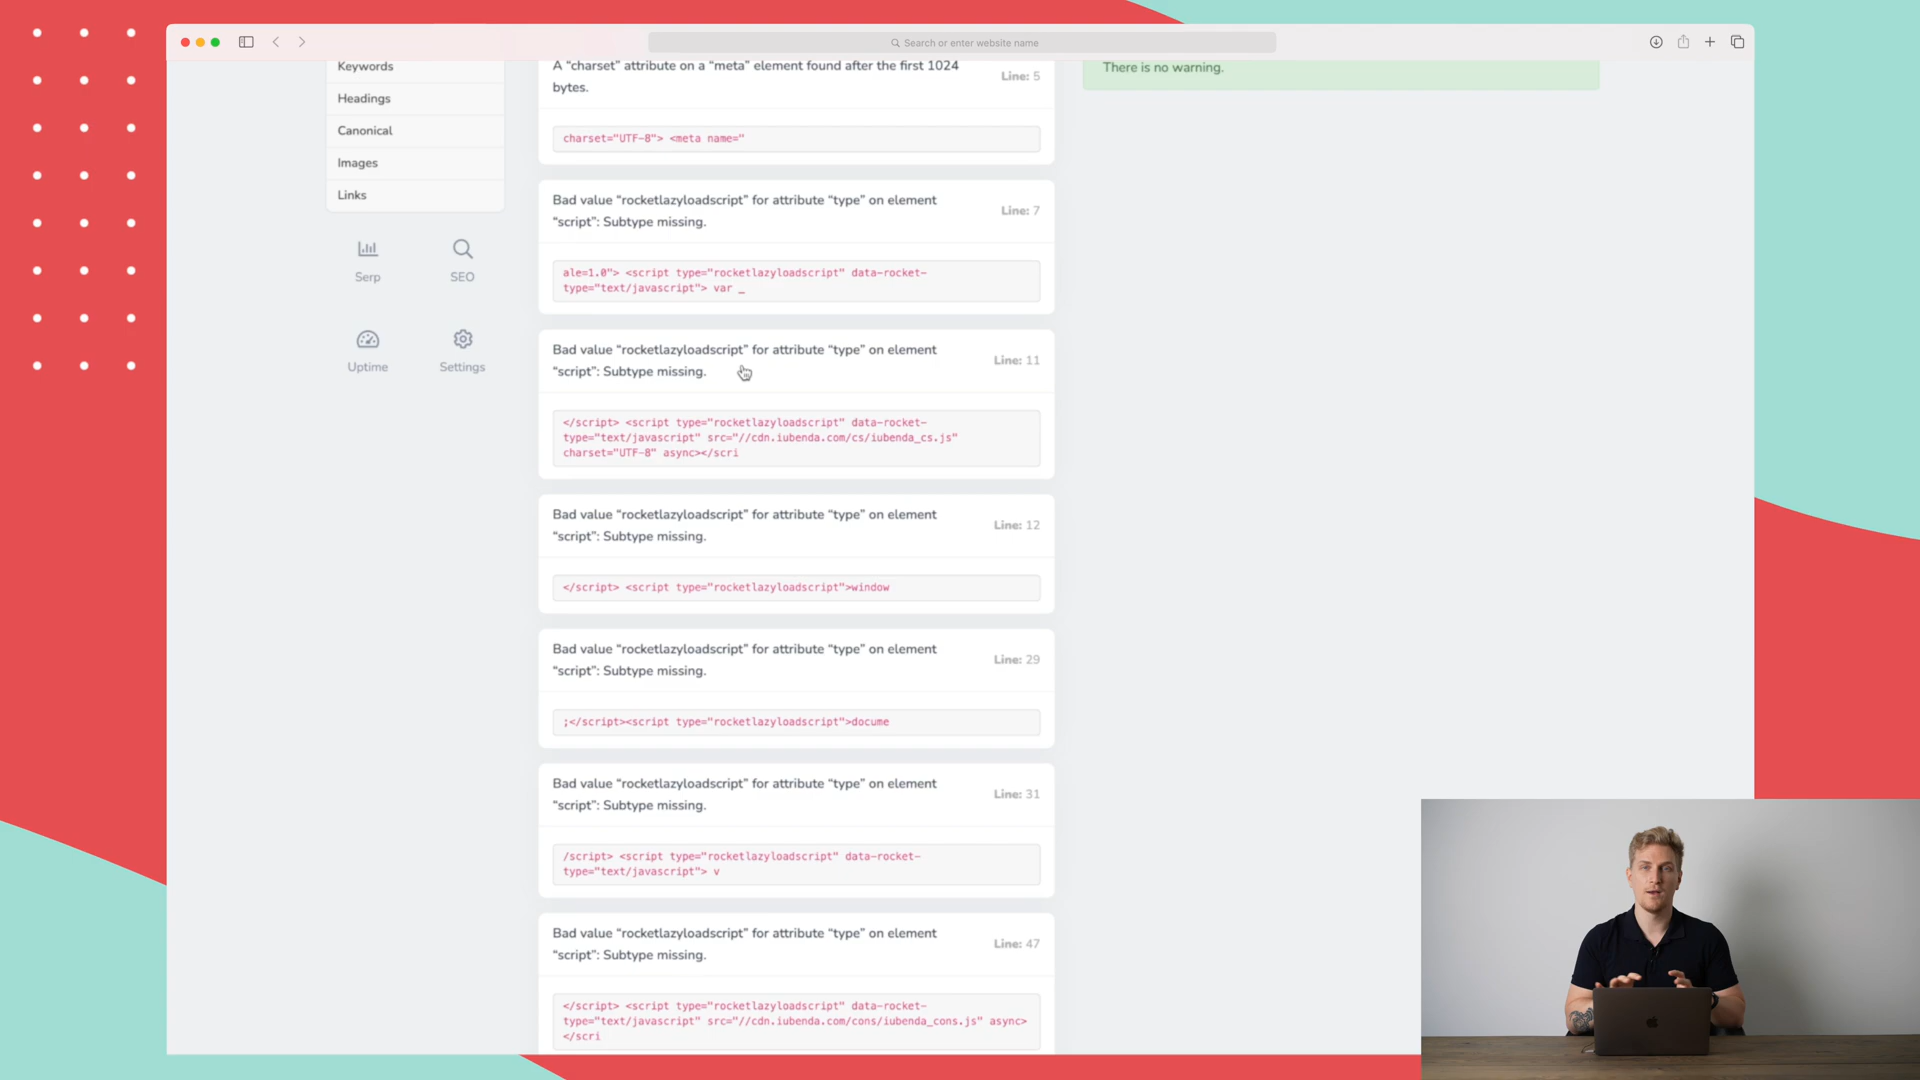 Search or enter website name
Keywords
Headings
Canonical
Images
Links
Serp
SEO
Uptime
Settings
A “charset” attribute on a “meta” element found after the first 1024
bytes.
Line: 5
charset="UTF-8"> <meta name="
Bad value “rocketlazyloadscript” for attribute “type” on element
“script”: Subtype missing.
Line: 7
ale=1.0"> <script type="rocketlazyloadscript" data-rocket-
type="text/javascript"> var _
Bad value “rocketlazyloadscript” for attribute “type” on element
“script”: Subtype missing.
Line: 11
</script> <script type="rocketlazyloadscript" data-rocket-
type="text/javascript" src="//cdn.iubenda.com/cs/iubenda_cs.js"
charset="UTF-8" async></scri
Bad value “rocketlazyloadscript” for attribute “type” on element
“script”: Subtype missing.
Line: 12
</script> <script type="rocketlazyloadscript">window
Bad value “rocketlazyloadscript” for attribute “type” on element
“script”: Subtype missing.
Line: 29
;</script><script type="rocketlazyloadscript">docume
Bad value “rocketlazyloadscript” for attribute “type” on element
“script”: Subtype missing.
Line: 31
/script> <script type="rocketlazyloadscript" data-rocket-
type="text/javascript"> v
Bad value “rocketlazyloadscript” for attribute “type” on element
“script”: Subtype missing.
Line: 47
</script> <script type="rocketlazyloadscript" data-rocket-
type="text/javascript" src="//cdn.iubenda.com/cons/iubenda_cons.js" async>
</scri
There is no warning.